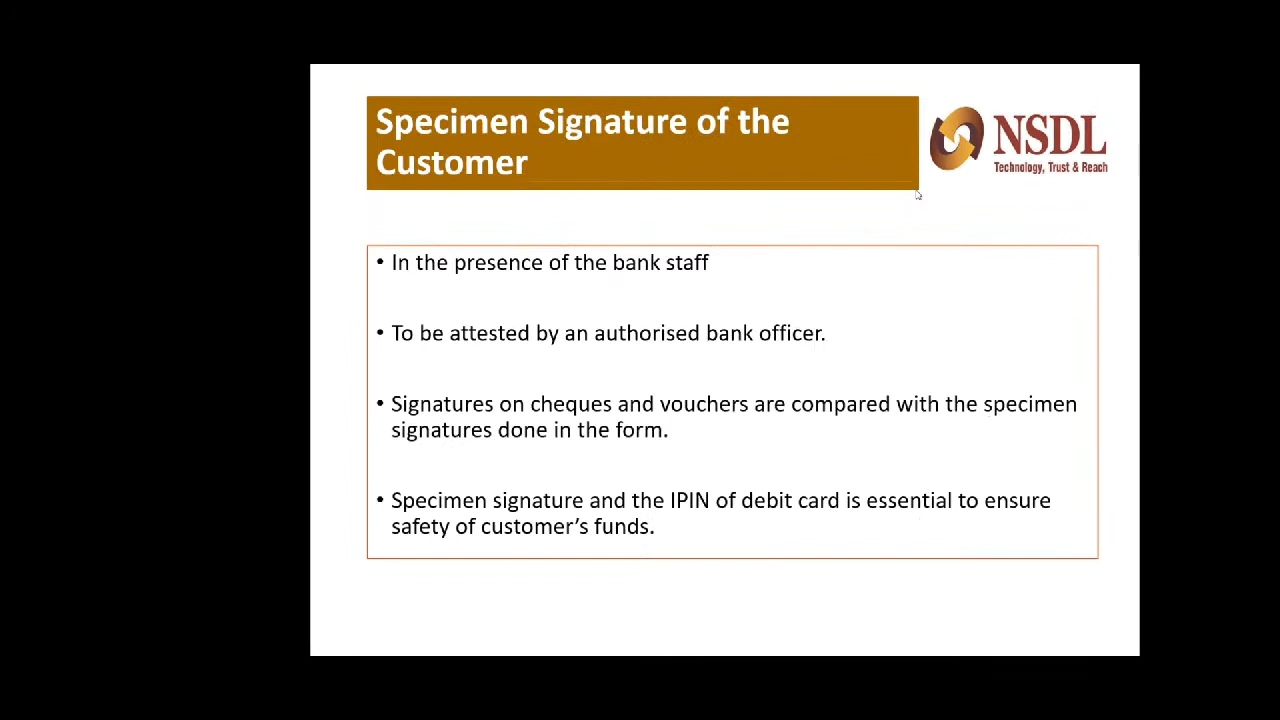 Specimen Signature of the
Customer
NSDL
Technology, Trust & Reach
• In the presence of the bank staff
• To be attested by an authorised bank officer.
• Signatures on cheques and vouchers are compared with the specimen
signatures done in the form.
• Specimen signature and the IPIN of debit card is essential to ensure
safety of customer’s funds.